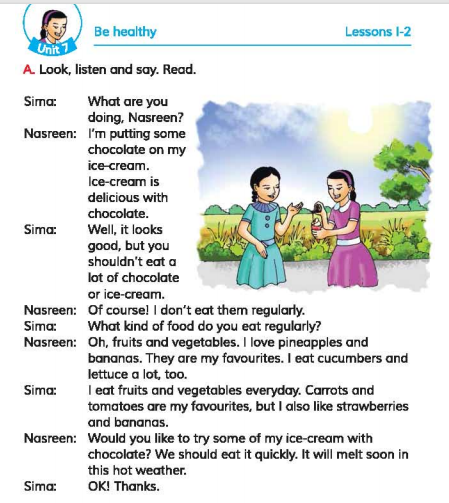 Be healthy Lessons 1-2
Unit 7
A. Look, listen and say. Read.
Sima: What are you
doing, Nasreen?
Nasreen: I'm putting some
chocolate on my
ice-cream.
Ice-cream is
delicious with
chocolate.
Sima: Well, it looks
good, but you
shouldn't eat a
lot of chocolate
or ice-cream.
Nasreen: Of course! I don't eat them regularly.
Sima: What kind of food do you eat regularly?
Nasreen: Oh, fruits and vegetables. I love pineapples and
bananas. They are my favourites. I eat cucumbers and
lettuce a lot, too.
Sima: I eat fruits and vegetables everyday. Carrots and
tomatoes are my favourites, but I also like strawberries
and bananas.
Nasreen: Would you like to try some of my ice-cream with
chocolate? We should eat it quickly. It will melt soon in
this hot weather.
Sima: OK! Thanks.